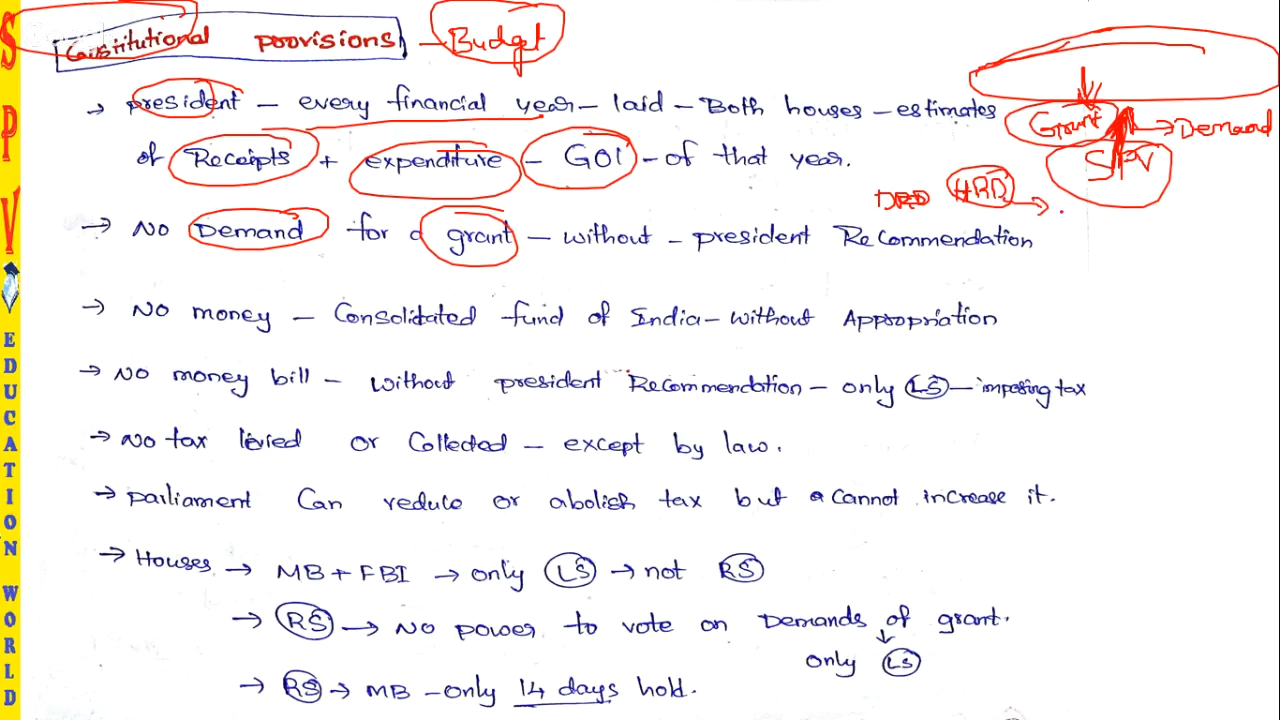 Constitutional provisions - Budget
→ president - every financial year - laid - Both houses - estimates
of Receipts + expenditure - GOI - of that year.
Grant → Demand
SPV
DRD HRD →
→ No Demand for a grant - without - president Recommendation
→ No money - Consolidated fund of India - without Appropriation
→ No money bill - without president Recommendation - only LS - imposing tax
→ No tax levied or Collected - except by law.
→ parliament Can reduce or abolish tax but cannot increase it.
→ Houses → MB + FBI → only LS → not RS
→ RS → No power to vote on Demands of grant.
only LS
→ RS → MB - only 14 days hold.
SPV EDUCATION WORLD